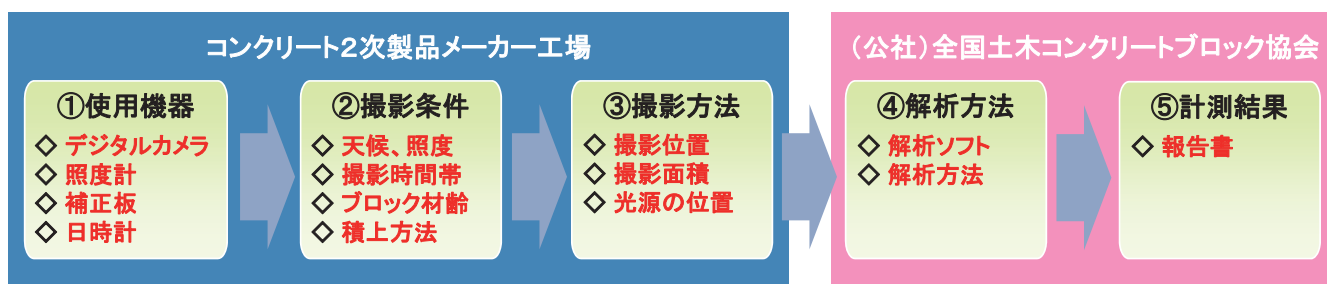 コンクリート２次製品メーカー工場
①使用機器
◇ デジタルカメラ
◇ 照度計
◇ 補正板
◇ 日時計
②撮影条件
◇ 天候、照度
◇ 撮影時間帯
◇ ブロック材齢
◇ 積上方法
③撮影方法
◇ 撮影位置
◇ 撮影面積
◇ 光源の位置
（公社）全国土木コンクリートブロック協会
④解析方法
◇ 解析ソフト
◇ 解析方法
⑤計測結果
◇ 報告書